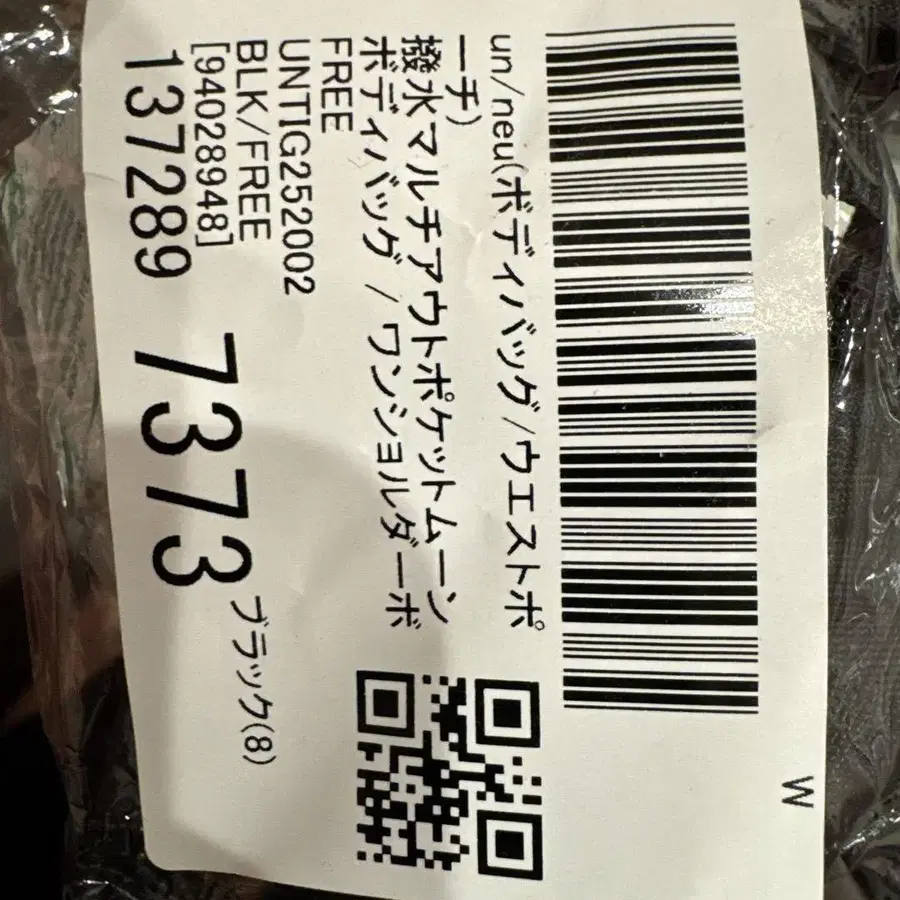 W
un/neu(ボディバッグ/ウエストポ
ーチ)
撥水マルチアウトポケットムーン
ボディバッグ / ワンショルダーボ
FREE
UNTIG252002
BLK/FREE
[94028948]
137289 7373 ブラック(8)